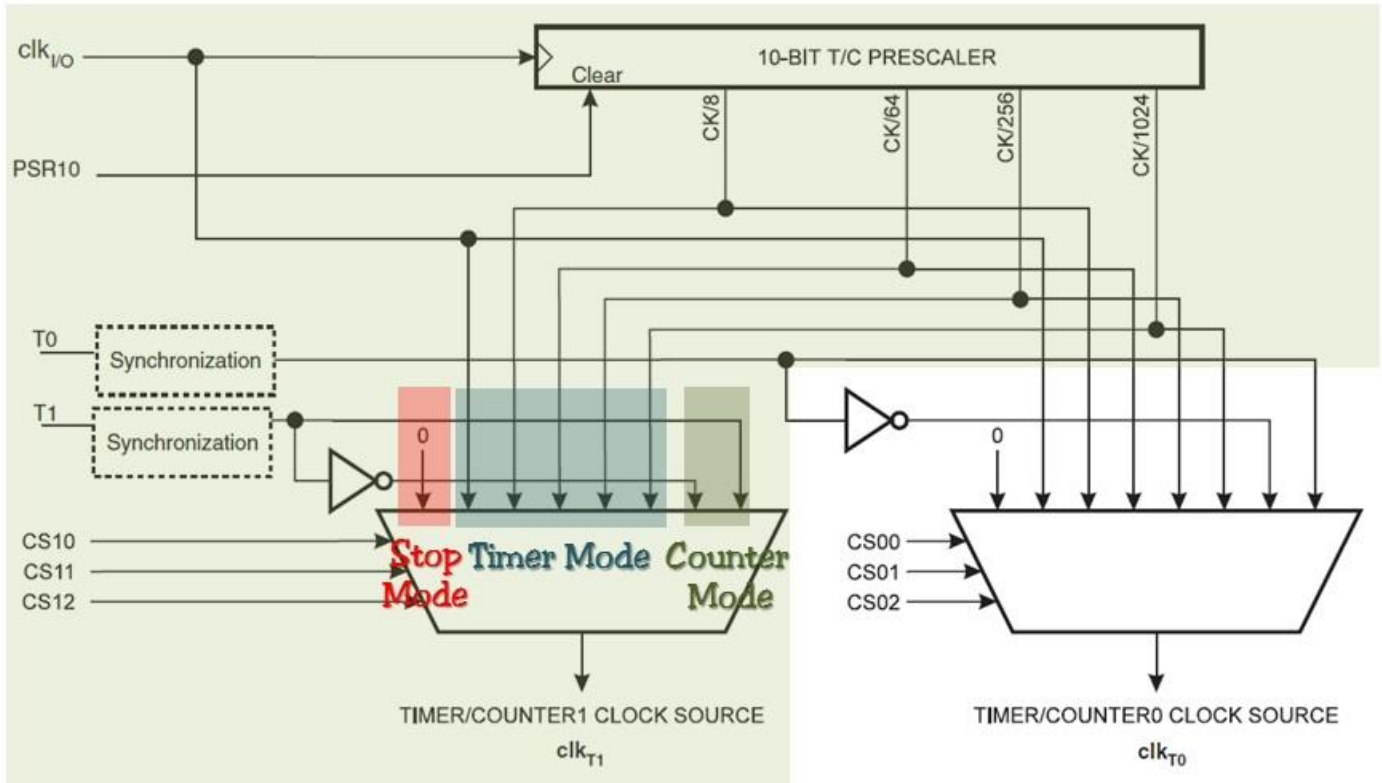 clkI/O
10-BIT T/C PRESCALER
Clear
PSR10
CK/8
CK/64
CK/256
CK/1024
T0
Synchronization
T1
Synchronization
0
0
CS10
CS11
CS12
Stop Mode
Timer Mode
Counter Mode
CS00
CS01
CS02
TIMER/COUNTER1 CLOCK SOURCE
clkT1
TIMER/COUNTER0 CLOCK SOURCE
clkT0